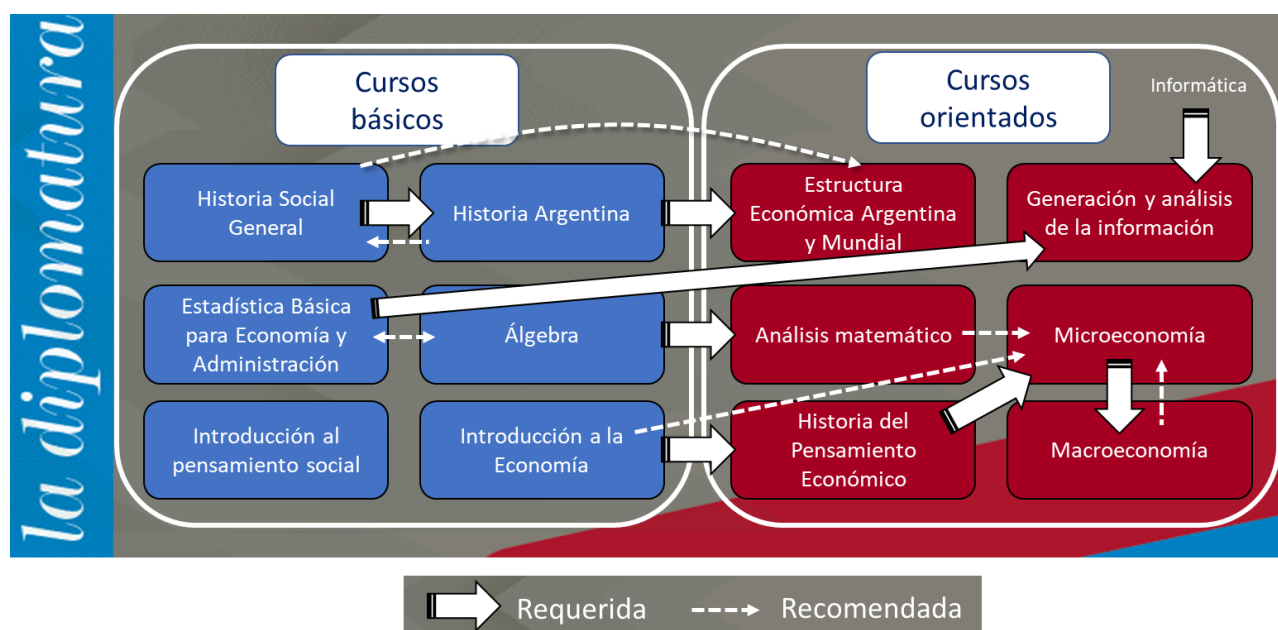 la diplomatura
Cursos
básicos
Cursos
orientados
Informática
Historia Social
General
Historia Argentina
Estructura
Económica Argentina
y Mundial
Generación y análisis
de la información
Estadística Básica
para Economía y
Administración
Álgebra
Análisis matemático
Microeconomía
Introducción al
pensamiento social
Introducción a la
Economía
Historia del
Pensamiento
Económico
Macroeconomía
Requerida
Recomendada